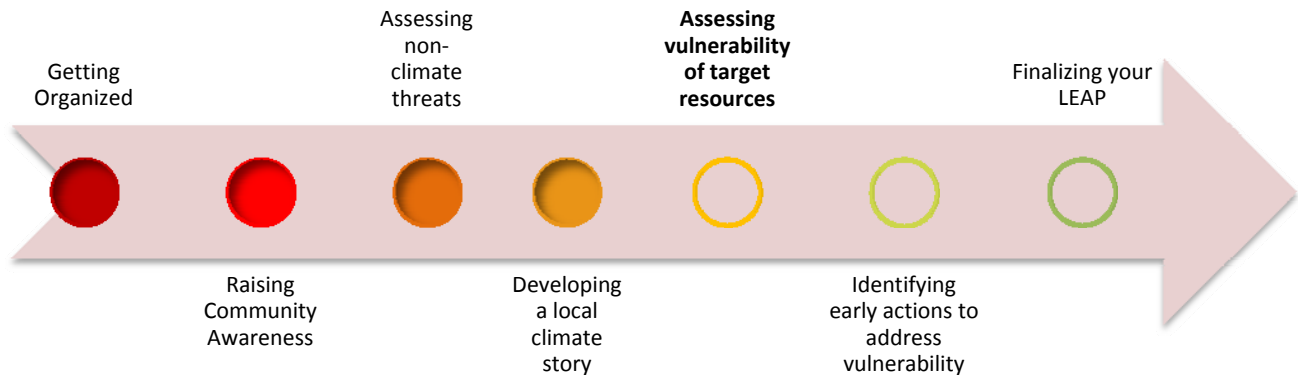 Getting
Organized
Raising
Community
Awareness
Assessing
non-
climate
threats
Developing
a local
climate
story
Assessing
vulnerability
of target
resources
Identifying
early actions to
address
vulnerability
Finalizing your
LEAP